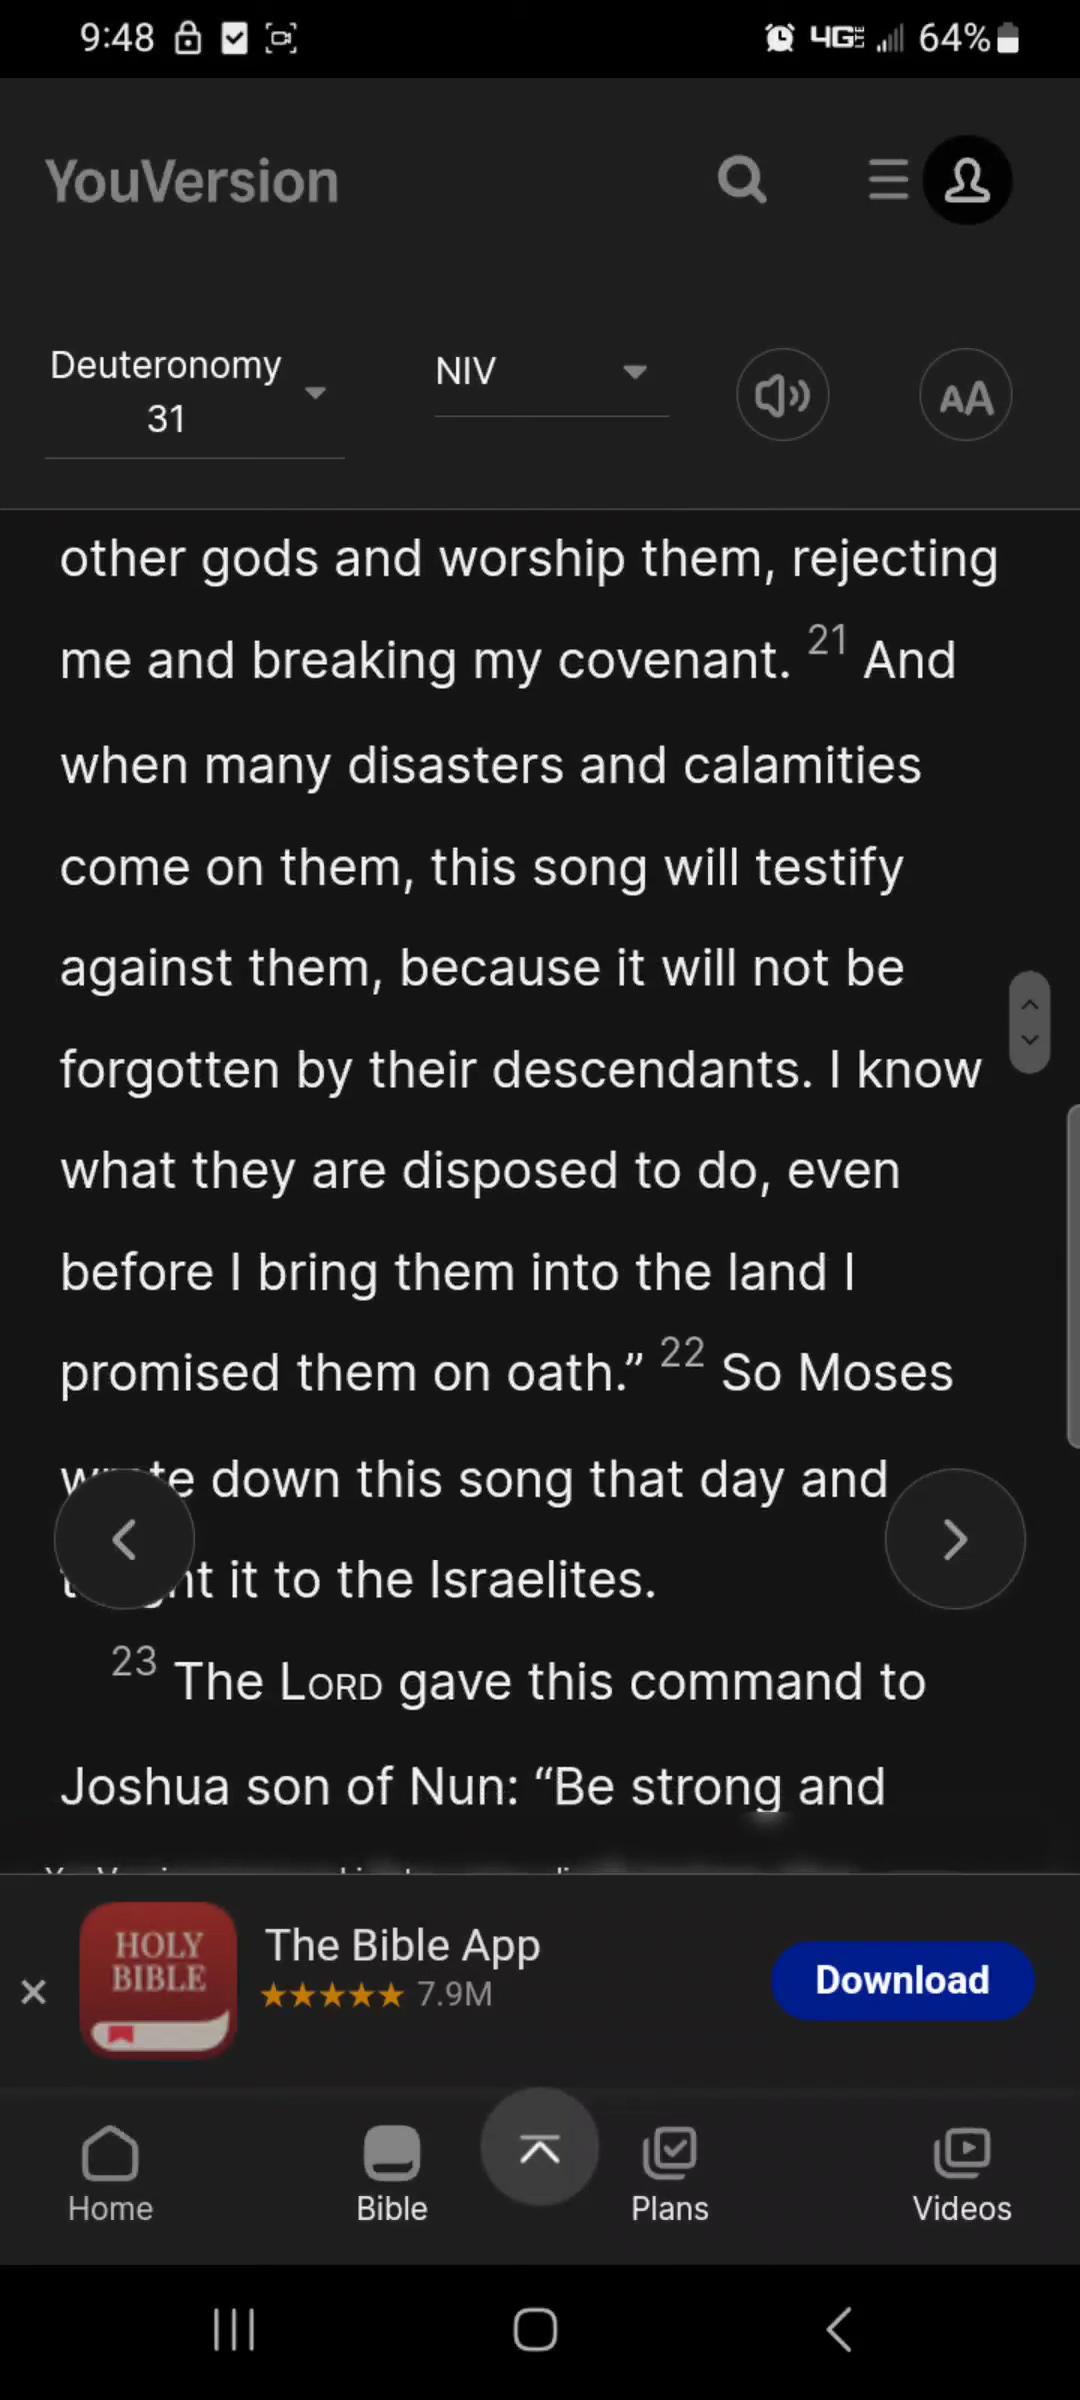 9:48 4G LTE 64%
YouVersion
Deuteronomy
31
NIV
AA
other gods and worship them, rejecting
me and breaking my covenant. 21 And
when many disasters and calamities
come on them, this song will testify
against them, because it will not be
forgotten by their descendants. I know
what they are disposed to do, even
before I bring them into the land I
promised them on oath.” 22 So Moses
down this song that day and
it to the Israelites.
23 The LORD gave this command to
Joshua son of Nun: “Be strong and
HOLY
BIBLE
The Bible App
★★★★★ 7.9M
Download
Home
Bible
Plans
Videos